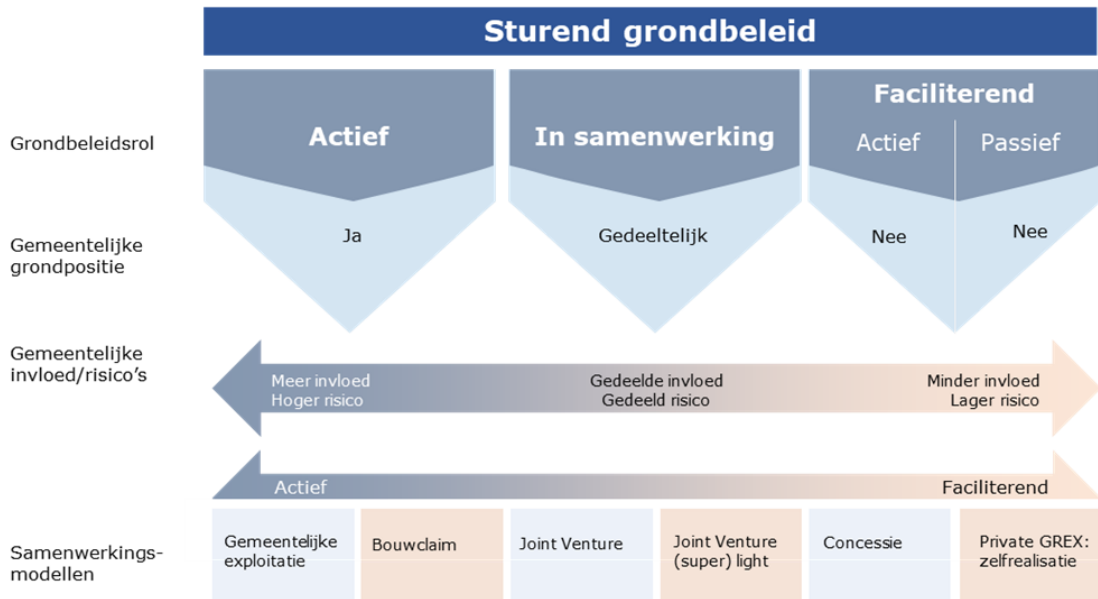 Sturend grondbeleid
Grondbeleidsrol
Actief
In samenwerking
Faciliterend
Actief
Passief
Gemeentelijke
grondpositie
Ja
Gedeeltelijk
Nee
Nee
Gemeentelijke
invloed/risico's
Meer invloed
Hoger risico
Gedeelde invloed
Gedeeld risico
Minder invloed
Lager risico
Actief
Faciliterend
Samenwerkings-
modellen
Gemeentelijke
exploitatie
Bouwclaim
Joint Venture
Joint Venture
(super) light
Concessie
Private GREX:
zelfrealisatie